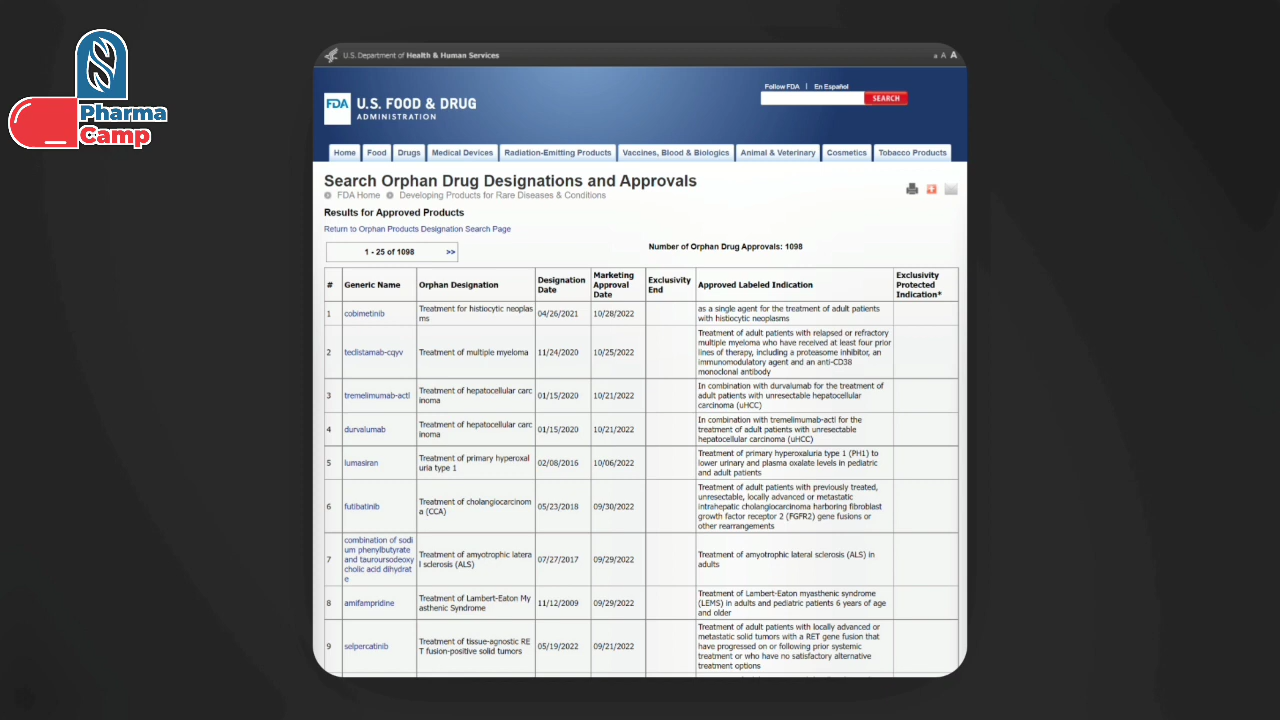 Pharma
Camp
U.S. Department of Health & Human Services
a A A
Follow FDA | En Español
FDA U.S. FOOD & DRUG
ADMINISTRATION
SEARCH
Home Food Drugs Medical Devices Radiation-Emitting Products Vaccines, Blood & Biologics Animal & Veterinary Cosmetics Tobacco Products
Search Orphan Drug Designations and Approvals
FDA Home Developing Products for Rare Diseases & Conditions
Results for Approved Products
Return to Orphan Products Designation Search Page
1 - 25 of 1098 >>
Number of Orphan Drug Approvals: 1098
# Generic Name Orphan Designation Designation Date Marketing Approval Date Exclusivity End Approved Labeled Indication Exclusivity Protected Indication*
1 cobimetinib
Treatment for histiocytic neoplas
ms
04/26/2021 10/28/2022
as a single agent for the treatment of adult patients
with histiocytic neoplasms
2 teclistamab-cqyv Treatment of multiple myeloma 11/24/2020 10/25/2022
Treatment of adult patients with relapsed or refractory
multiple myeloma who have received at least four prior
lines of therapy, including a proteasome inhibitor, an
immunomodulatory agent and an anti-CD38
monoclonal antibody
3 tremelimumab-actl
Treatment of hepatocellular carc
inoma
01/15/2020 10/21/2022
In combination with durvalumab for the treatment of
adult patients with unresectable hepatocellular
carcinoma (uHCC)
4 durvalumab
Treatment of hepatocellular carc
inoma
01/15/2020 10/21/2022
In combination with tremelimumab-actl for the
treatment of adult patients with unresectable
hepatocellular carcinoma (uHCC)
5 lumasiran
Treatment of primary hyperoxal
uria type 1
02/08/2016 10/06/2022
Treatment of primary hyperoxaluria type 1 (PH1) to
lower urinary and plasma oxalate levels in pediatric
and adult patients
6 futibatinib
Treatment of cholangiocarcinom
a (CCA)
05/23/2018 09/30/2022
Treatment of adult patients with previously treated,
unresectable, locally advanced or metastatic
intrahepatic cholangiocarcinoma harboring fibroblast
growth factor receptor 2 (FGFR2) gene fusions or
other rearrangements
7
combination of sodi
um phenylbutyrate
and tauroursodeoxy
cholic acid dihydrat
e
Treatment of amyotrophic latera
l sclerosis (ALS)
07/27/2017 09/29/2022
Treatment of amyotrophic lateral sclerosis (ALS) in
adults
8 amifampridine
Treatment of Lambert-Eaton My
asthenic Syndrome
11/12/2009 09/29/2022
Treatment of Lambert-Eaton myasthenic syndrome
(LEMS) in adults and pediatric patients 6 years of age
and older
9 selpercatinib
Treatment of tissue-agnostic RE
T fusion-positive solid tumors
05/19/2022 09/21/2022
Treatment of adult patients with locally advanced or
metastatic solid tumors with a RET gene fusion that
have progressed on or following prior systemic
treatment or who have no satisfactory alternative
treatment options